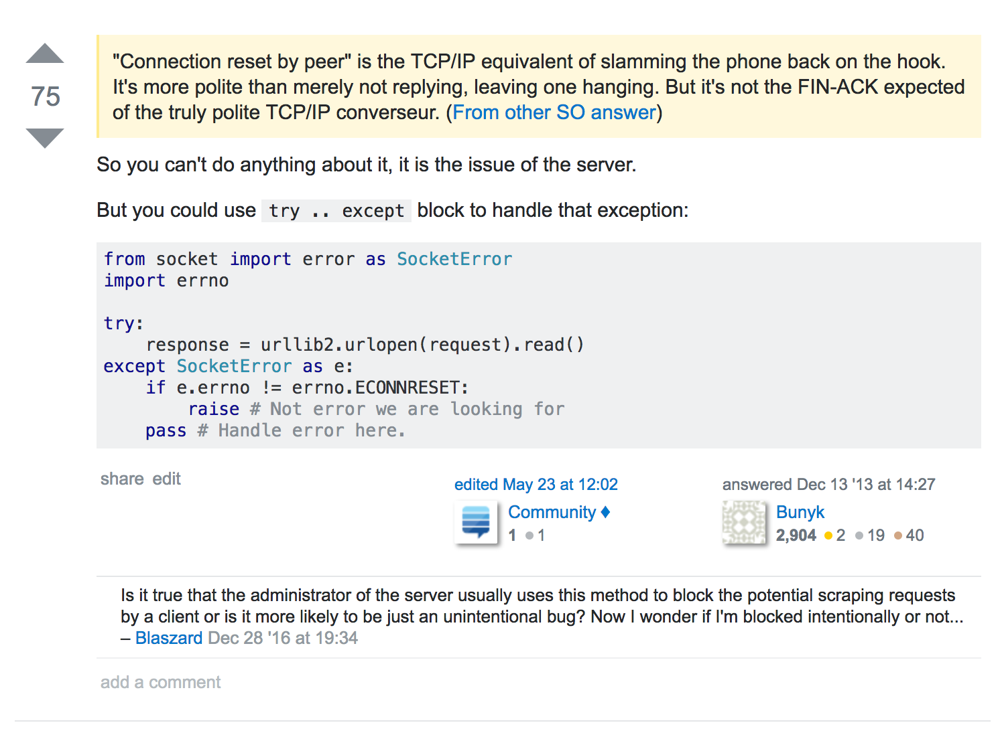 "Connection reset by peer" is the TCP/IP equivalent of slamming the phone back on the hook.
It's more polite than merely not replying, leaving one hanging. But it's not the FIN-ACK expected
of the truly polite TCP/IP converseur. (From other SO answer)
75
So you can't do anything about it, it is the issue of the server.
But you could use try .. except block to handle that exception:
from socket import error as SocketError
import errno
try:
    response = urllib2.urlopen(request).read()
except SocketError as e:
    if e.errno != errno.ECONNRESET:
        raise # Not error we are looking for
    pass # Handle error here.
share edit
edited May 23 at 12:02
Community ♦
1 ●1
answered Dec 13 '13 at 14:27
Bunyk
2,904 ●2 ●19 ●40
Is it true that the administrator of the server usually uses this method to block the potential scraping requests
by a client or is it more likely to be just an unintentional bug? Now I wonder if I'm blocked intentionally or not...
– Blaszard Dec 28 '16 at 19:34
add a comment